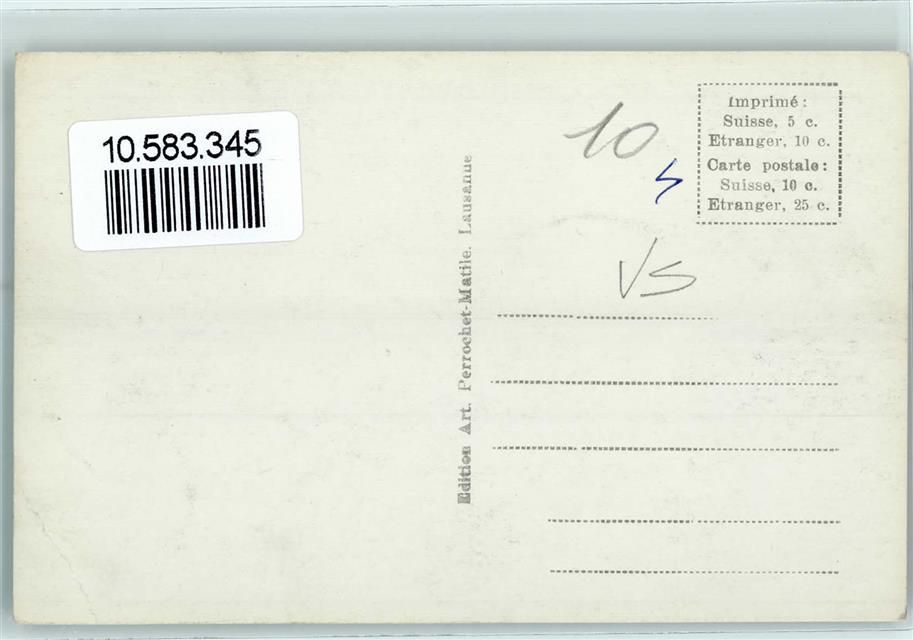 10.583.345
Edition Art. Perrochet-Matile. Lausanne
10
Imprimé:
Suisse, 5 c.
Etranger, 10 c.
Carte postale:
Suisse, 10 c.
Etranger, 25 c.
VS